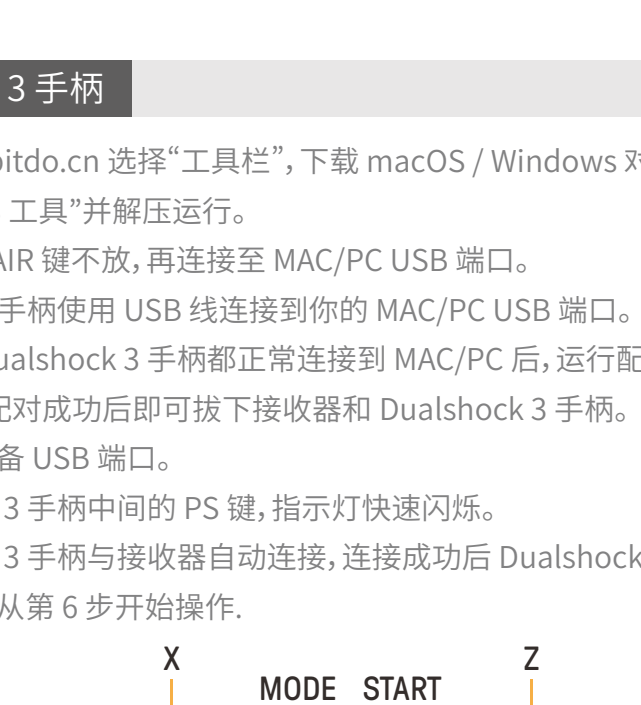 3 手柄
bitdo.cn 选择“工具栏”，下载 macOS / Windows 对
工具”并解压运行。
AIR 键不放，再连接至 MAC/PC USB 端口。
手柄使用 USB 线连接到你的 MAC/PC USB 端口。
ualshock 3 手柄都正常连接到 MAC/PC 后，运行配
配对成功后即可拔下接收器和 Dualshock 3 手柄。
备 USB 端口。
3 手柄中间的 PS 键，指示灯快速闪烁。
3 手柄与接收器自动连接，连接成功后 Dualshock
从第 6 步开始操作.
X Z
MODE START